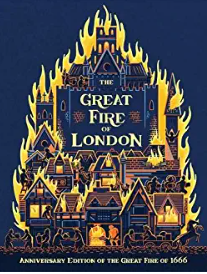 THE
GREAT
FIRE
OF
LONDON
ANNIVERSARY EDITION OF THE GREAT FIRE OF 1666